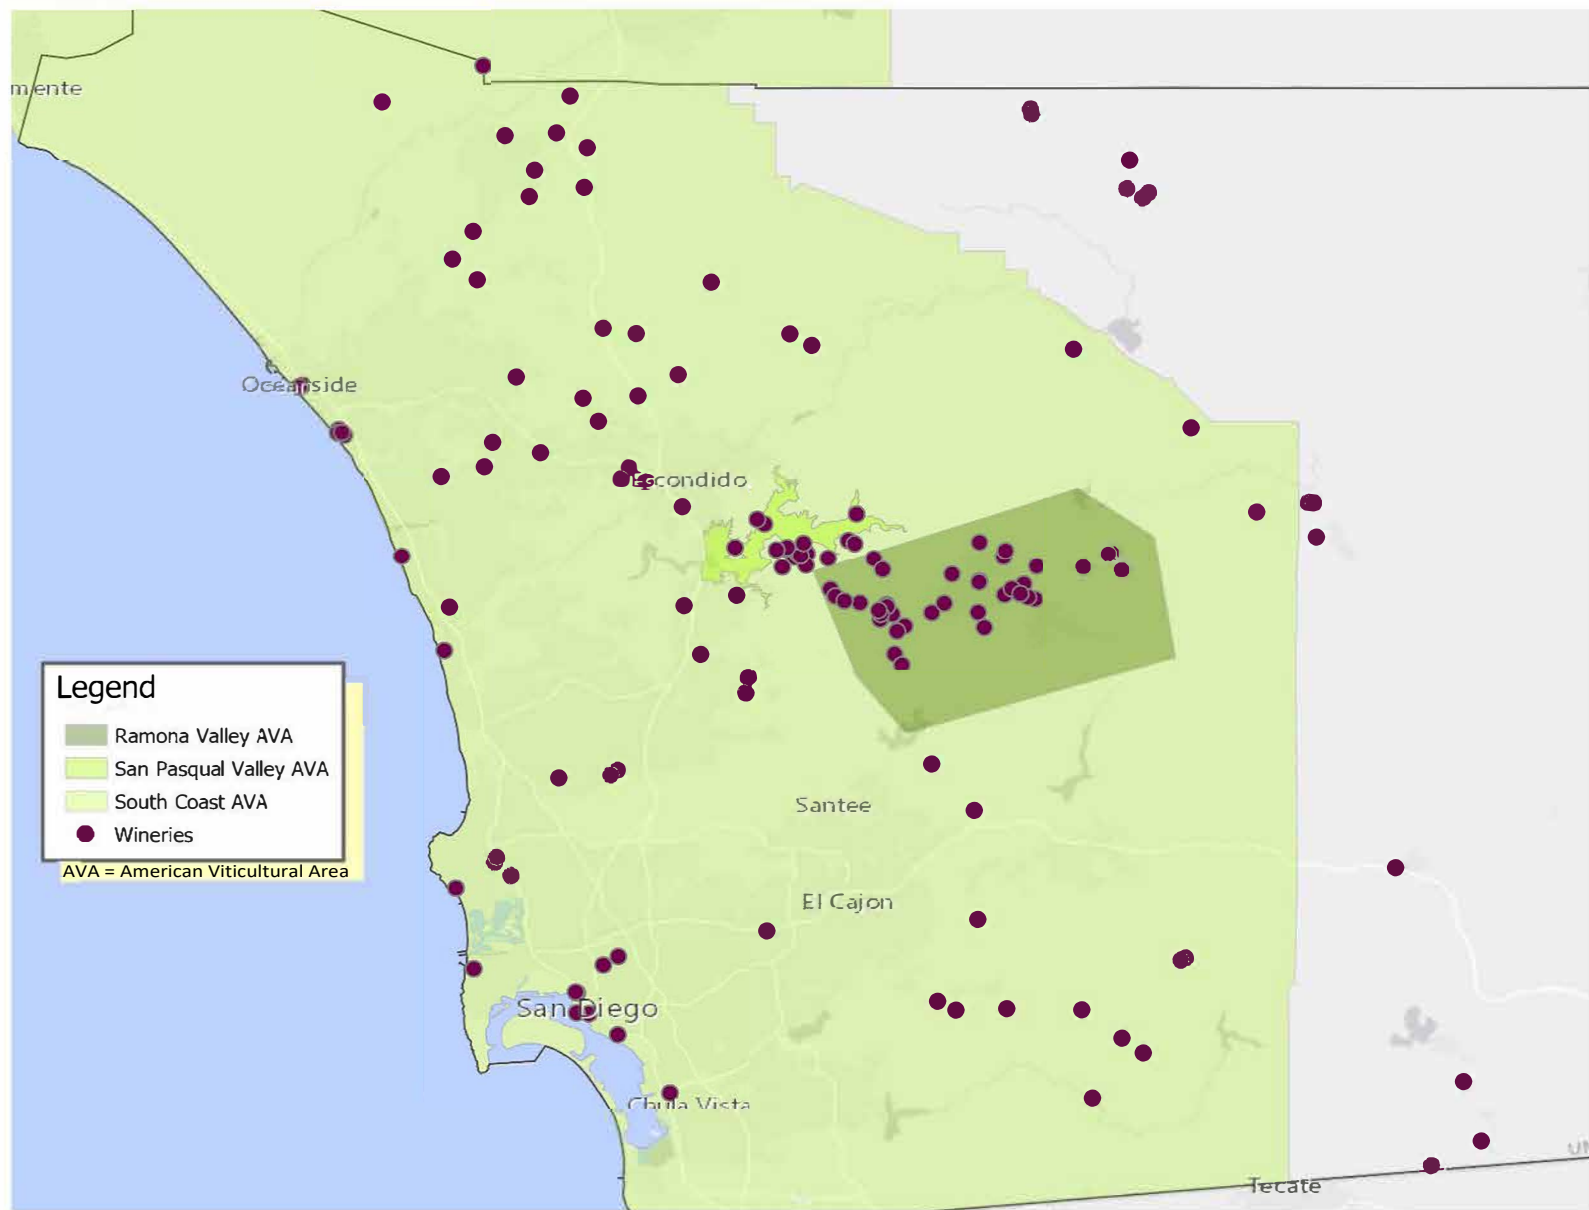 mente
Oceanside
Escondido
Legend
Ramona Valley AVA
San Pasqual Valley AVA
South Coast AVA
Wineries
AVA = American Viticultural Area
Santee
El Cajon
San Diego
Chula Vista
Tecate